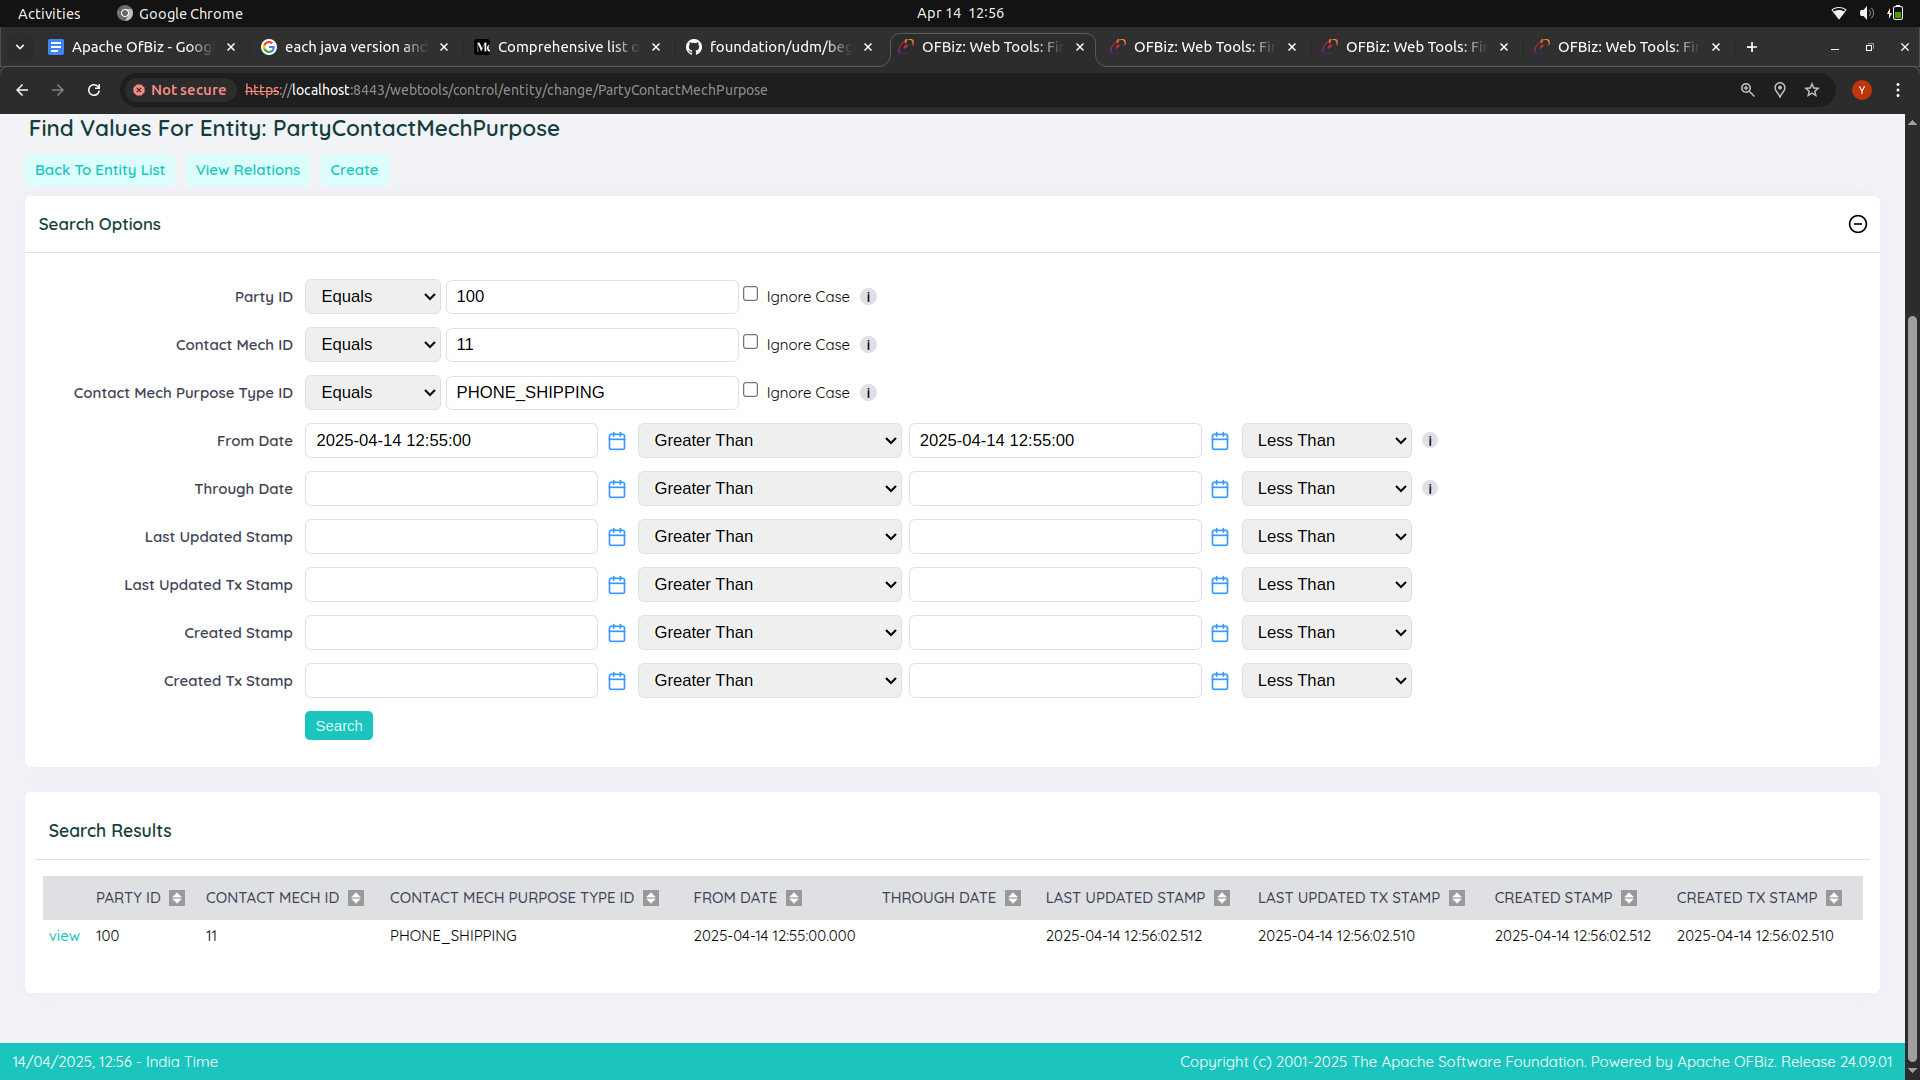 Activities Google Chrome Apr 14 12:56
Apache OFBiz - Goog each java version and Comprehensive list o foundation/udm/beg OFBiz: Web Tools: Fi OFBiz: Web Tools: Fi OFBiz: Web Tools: Fi OFBiz: Web Tools: Fi
Not secure https://localhost:8443/webtools/control/entity/change/PartyContactMechPurpose Y
Find Values For Entity: PartyContactMechPurpose
Back To Entity List View Relations Create
Search Options
Party ID Equals 100 Ignore Case i
Contact Mech ID Equals 11 Ignore Case i
Contact Mech Purpose Type ID Equals PHONE_SHIPPING Ignore Case i
From Date 2025-04-14 12:55:00 Greater Than 2025-04-14 12:55:00 Less Than i
Through Date Greater Than Less Than i
Last Updated Stamp Greater Than Less Than
Last Updated Tx Stamp Greater Than Less Than
Created Stamp Greater Than Less Than
Created Tx Stamp Greater Than Less Than
Search
Search Results
PARTY ID CONTACT MECH ID CONTACT MECH PURPOSE TYPE ID FROM DATE THROUGH DATE LAST UPDATED STAMP LAST UPDATED TX STAMP CREATED STAMP CREATED TX STAMP
view 100 11 PHONE_SHIPPING 2025-04-14 12:55:00.000 2025-04-14 12:56:02.512 2025-04-14 12:56:02.510 2025-04-14 12:56:02.512 2025-04-14 12:56:02.510
14/04/2025, 12:56 - India Time Copyright (c) 2001-2025 The Apache Software Foundation. Powered by Apache OFBiz. Release 24.09.01